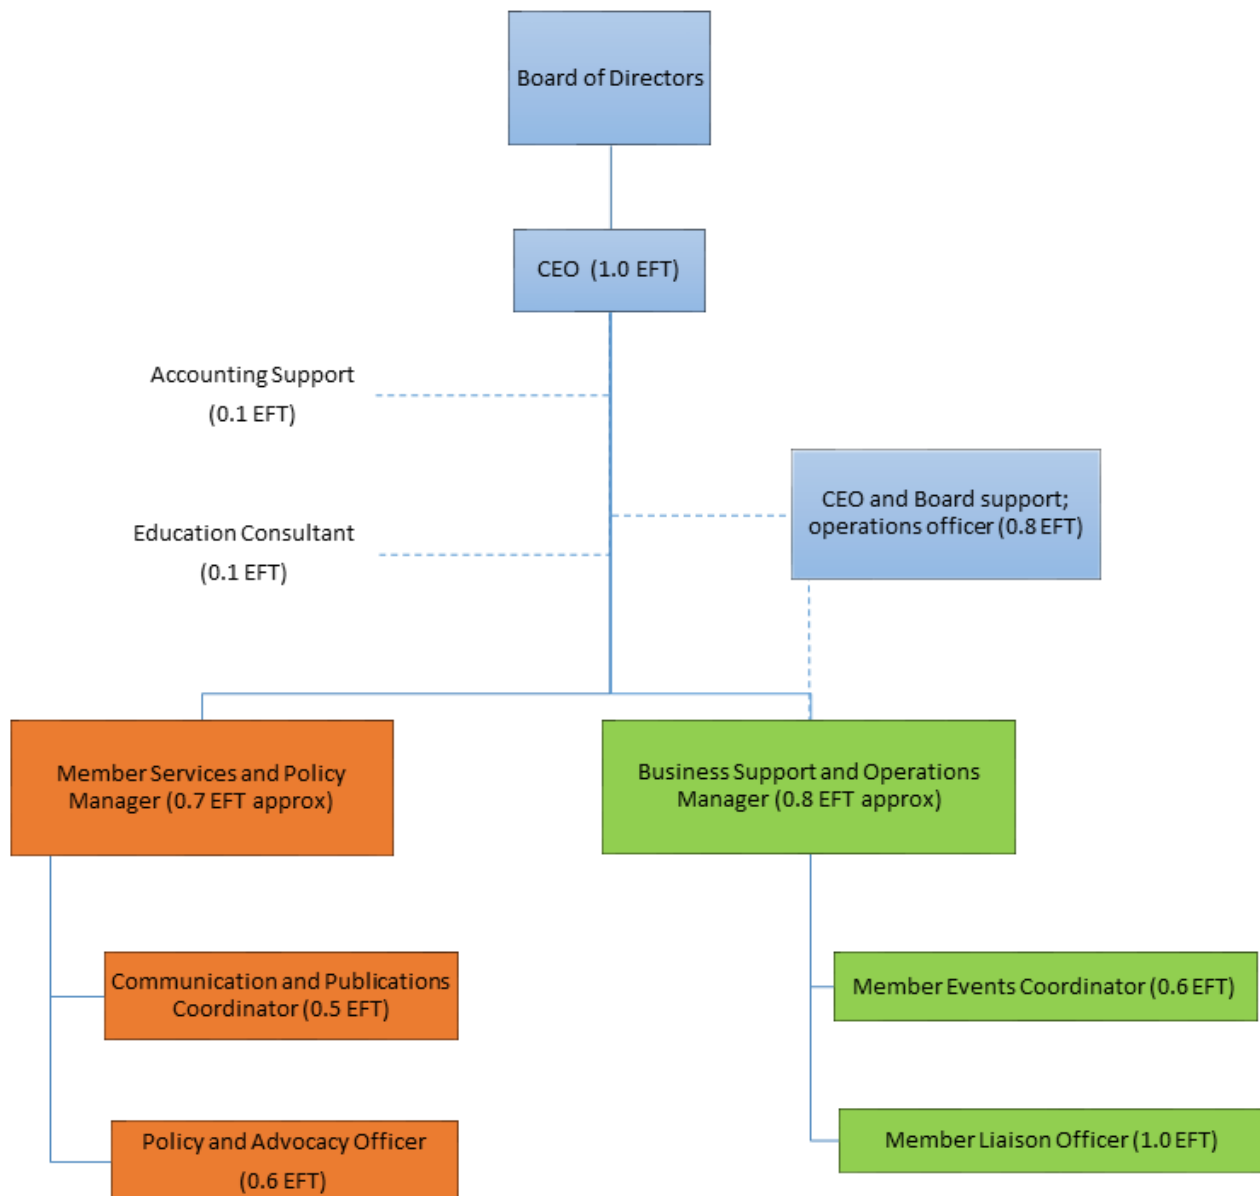 Board of Directors
CEO  (1.0 EFT)
Accounting Support
(0.1 EFT)
CEO and Board support;
operations officer (0.8 EFT)
Education Consultant
(0.1 EFT)
Member Services and Policy
Manager (0.7 EFT approx)
Business Support and Operations
Manager (0.8 EFT approx)
Communication and Publications
Coordinator (0.5 EFT)
Member Events Coordinator (0.6 EFT)
Policy and Advocacy Officer
(0.6 EFT)
Member Liaison Officer (1.0 EFT)